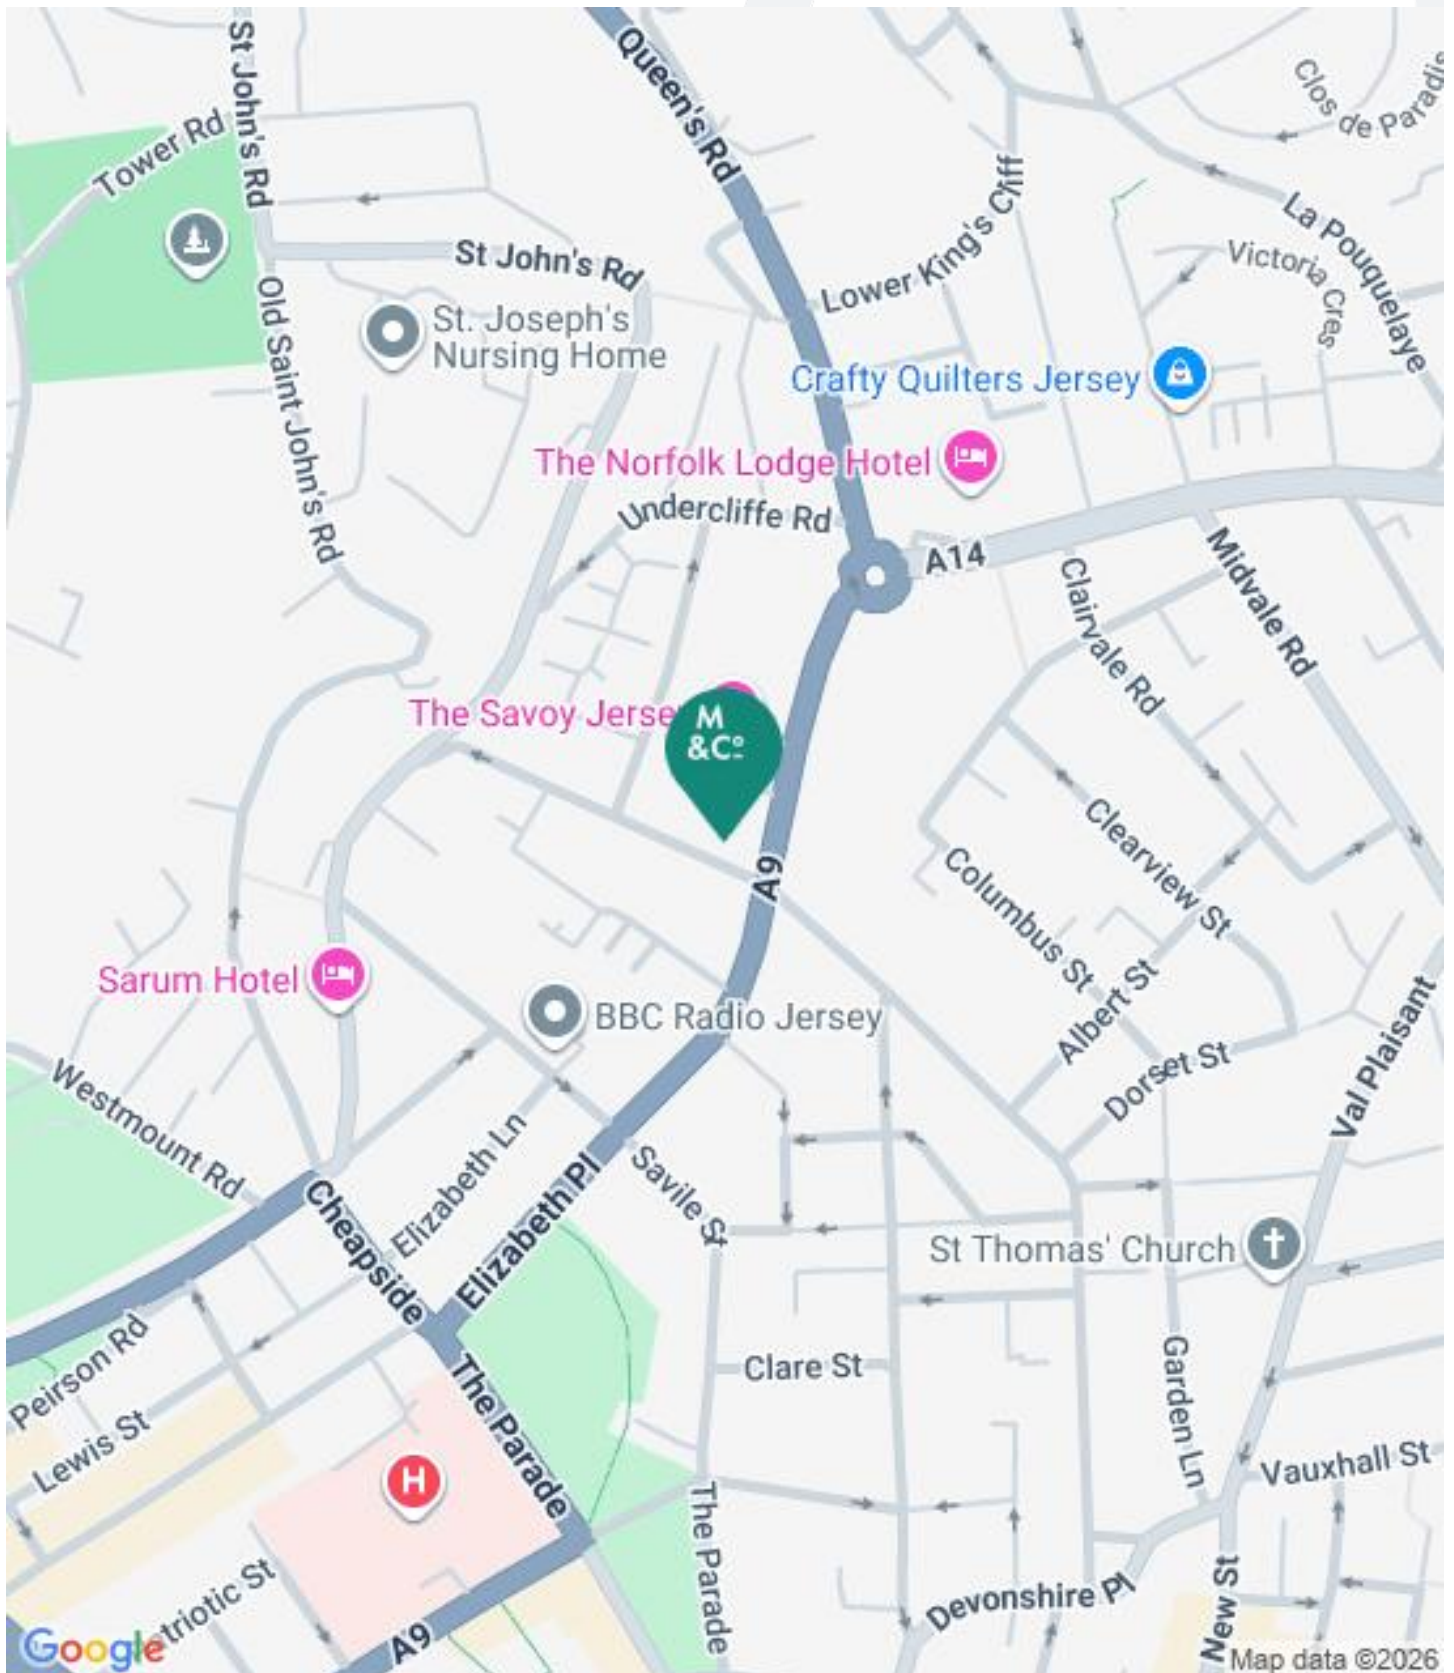 St John's Rd
Queen's Rd
Clos de Paradis
Tower Rd
La Pouquelaye
Lower King's Cliff
Victoria Cres
St John's Rd
Old Saint John's Rd
St. Joseph's
Nursing Home
Crafty Quilters Jersey
The Norfolk Lodge Hotel
Undercliffe Rd
A14
Midvale Rd
Clairvale Rd
The Savoy Jerse
M
&Co
Clearview St
A9
Columbus St
Sarum Hotel
BBC Radio Jersey
Albert St
Val Plaisant
Westmount Rd
Dorset St
Elizabeth Ln
Savile St
Elizabeth Pl
Cheapside
St Thomas' Church
Peirson Rd
Clare St
Garden Ln
The Parade
Lewis St
Vauxhall St
H
The Parade
triotic St
Devonshire Pl
New St
A9
Google
Map data ©2026